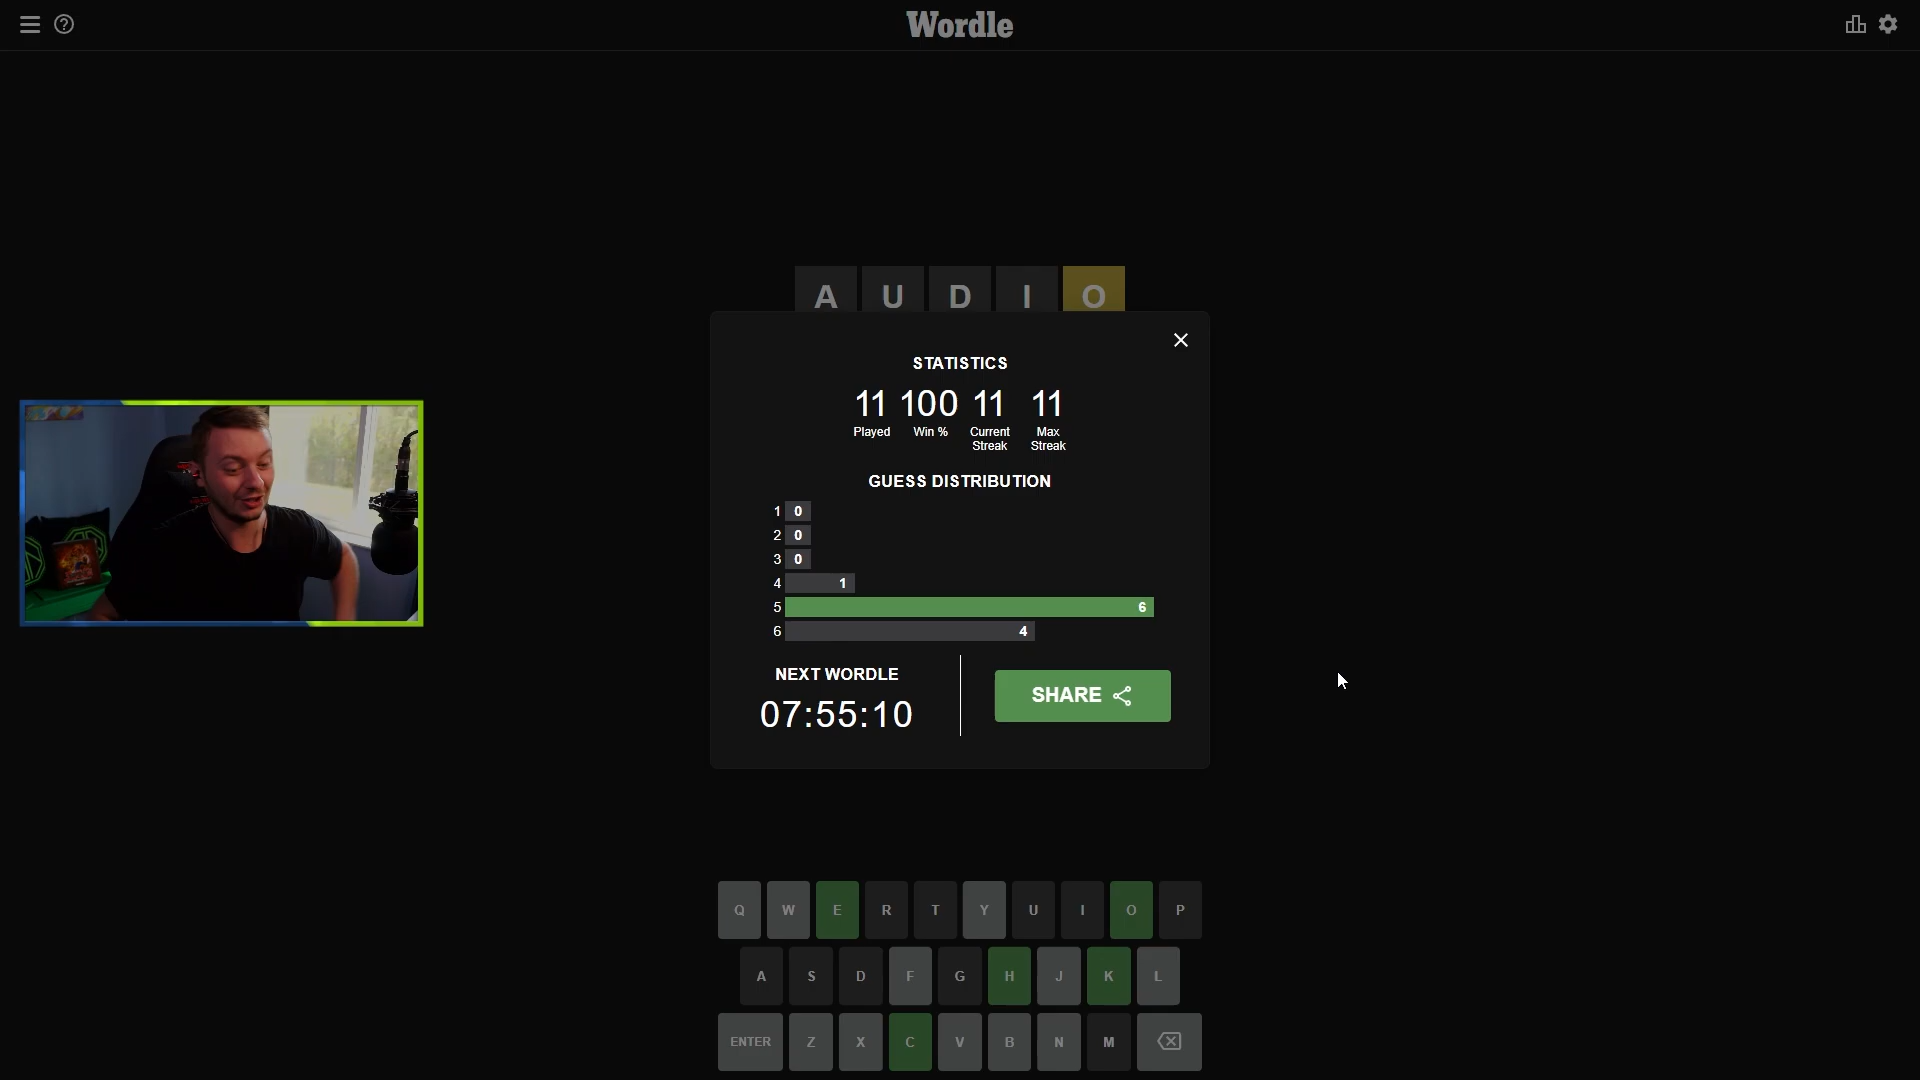 Wordle
A U D I O
STATISTICS
11 100 11 11
Played Win % Current Streak Max Streak
GUESS DISTRIBUTION
1 0
2 0
3 0
4 1
5 6
6 4
NEXT WORDLE
07:55:10
SHARE
Q W E R T Y U I O P
A S D F G H J K L
ENTER Z X C V B N M